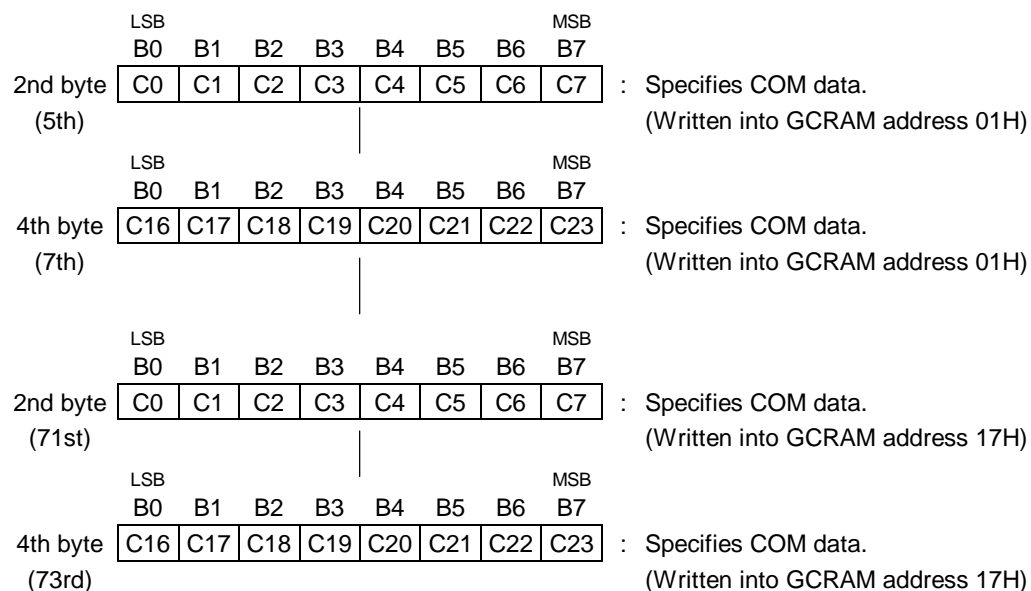 LSB MSB
B0 B1 B2 B3 B4 B5 B6 B7
2nd byte C0 C1 C2 C3 C4 C5 C6 C7 : Specifies COM data.
(5th) (Written into GCRAM address 01H)
LSB MSB
B0 B1 B2 B3 B4 B5 B6 B7
4th byte C16 C17 C18 C19 C20 C21 C22 C23 : Specifies COM data.
(7th) (Written into GCRAM address 01H)
LSB MSB
B0 B1 B2 B3 B4 B5 B6 B7
2nd byte C0 C1 C2 C3 C4 C5 C6 C7 : Specifies COM data.
(71st) (Written into GCRAM address 17H)
LSB MSB
B0 B1 B2 B3 B4 B5 B6 B7
4th byte C16 C17 C18 C19 C20 C21 C22 C23 : Specifies COM data.
(73rd) (Written into GCRAM address 17H)